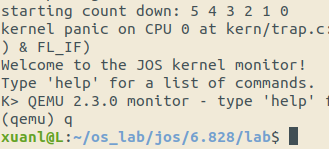 starting count down: 5 4 3 2 1 0
kernel panic on CPU 0 at kern/trap.c:
) & FL_IF)
Welcome to the JOS kernel monitor!
Type 'help' for a list of commands.
K> QEMU 2.3.0 monitor - type 'help' f
(qemu) q
xuanl@L:~/os_lab/jos/6.828/lab$